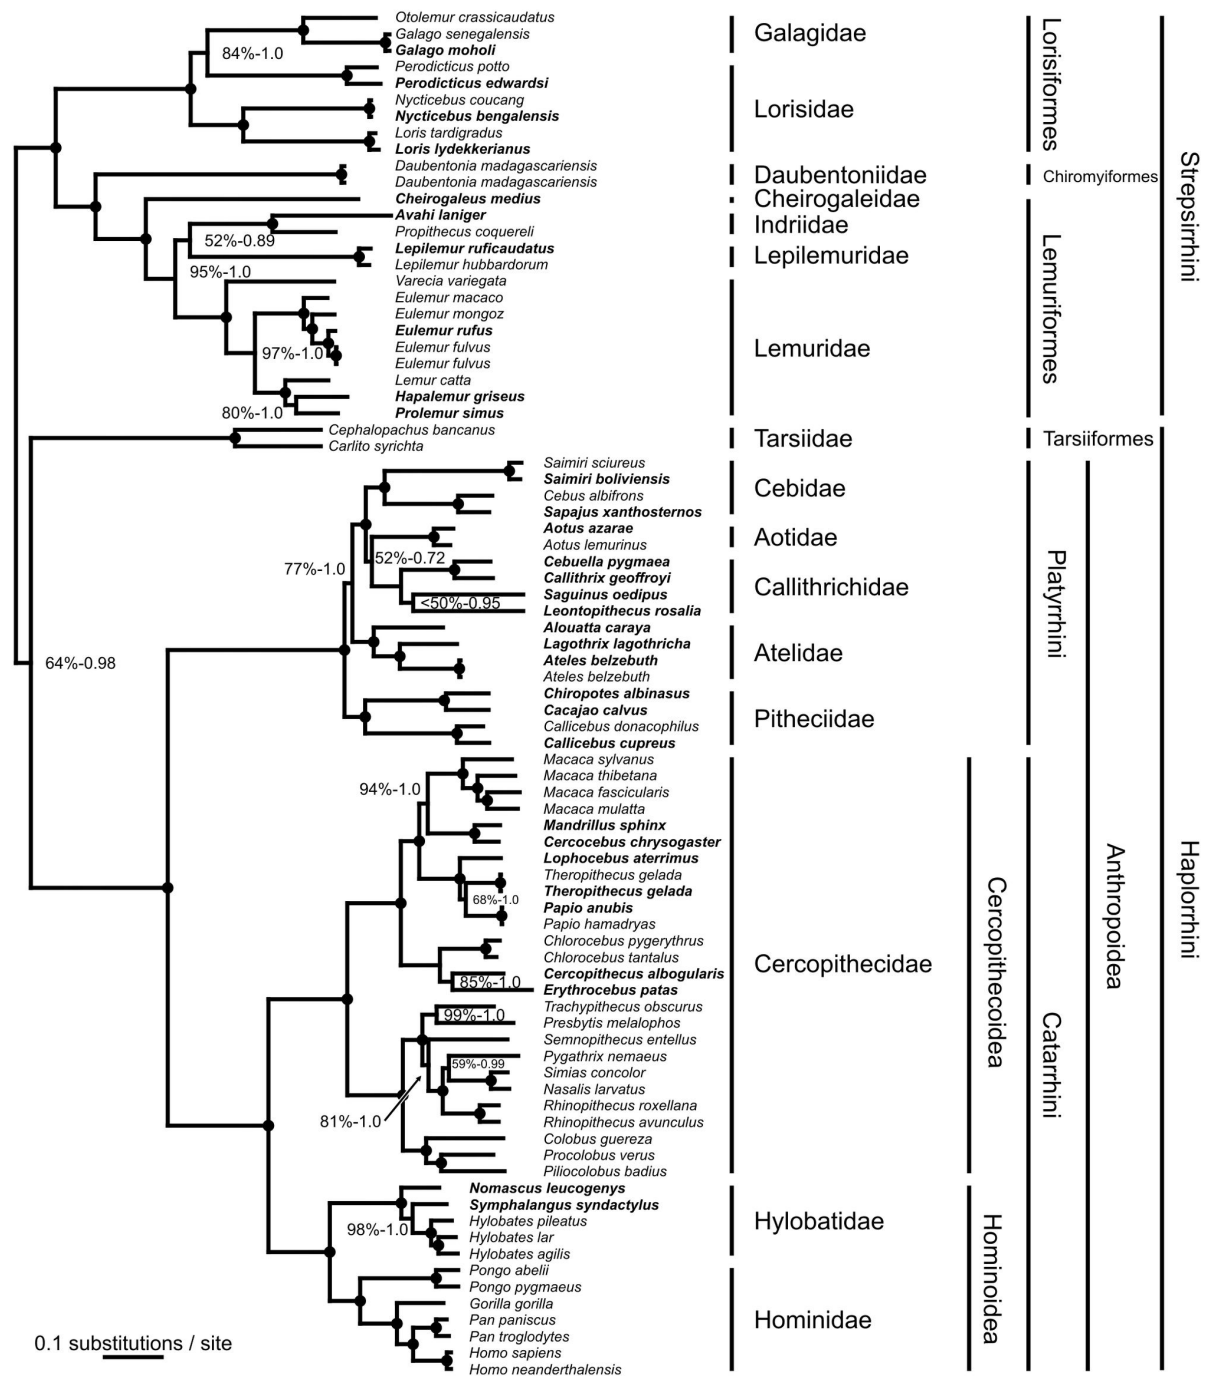 Otolemur crassicaudatus
Galago senegalensis
Galago moholi
84%-1.0
Perodicticus potto
Perodicticus edwardsi
Nycticebus coucang
Nycticebus bengalensis
Loris tardigradus
Loris lydekkerianus
Daubentonia madagascariensis
Daubentonia madagascariensis
Cheirogaleus medius
Avahi laniger
Propithecus coquereli
52%-0.89
Lepilemur ruficaudatus
Lepilemur hubbardorum
95%-1.0
Varecia variegata
Eulemur macaco
Eulemur mongoz
Eulemur rufus
Eulemur fulvus
97%-1.0
Eulemur fulvus
Lemur catta
Hapalemur griseus
80%-1.0
Prolemur simus
Cephalopachus bancanus
Carlito syrichta
Saimiri sciureus
Saimiri boliviensis
Cebus albifrons
Sapajus xanthosternos
Aotus azarae
Aotus lemurinus
52%-0.72
Cebuella pygmaea
77%-1.0
Callithrix geoffroyi
Saguinus oedipus
<50%-0.95
Leontopithecus rosalia
Alouatta caraya
Lagothrix lagothricha
Ateles belzebuth
64%-0.98
Ateles belzebuth
Chiropotes albinasus
Cacajao calvus
Callicebus donacophilus
Callicebus cupreus
Macaca sylvanus
Macaca thibetana
94%-1.0
Macaca fascicularis
Macaca mulatta
Mandrillus sphinx
Cercocebus chrysogaster
Lophocebus aterrimus
Theropithecus gelada
Theropithecus gelada
68%-1.0
Papio anubis
Papio hamadryas
Chlorocebus pygerythrus
Chlorocebus tantalus
Cercopithecus albogularis
85%-1.0
Erythrocebus patas
Trachypithecus obscurus
99%-1.0
Presbytis melalophos
Semnopithecus entellus
Pygathrix nemaeus
59%-0.99
Simias concolor
Nasalis larvatus
Rhinopithecus roxellana
81%-1.0
Rhinopithecus avunculus
Colobus guereza
Procolobus verus
Piliocolobus badius
Nomascus leucogenys
Symphalangus syndactylus
Hylobates pileatus
98%-1.0
Hylobates lar
Hylobates agilis
Pongo abelii
Pongo pygmaeus
Gorilla gorilla
Pan paniscus
Pan troglodytes
Homo sapiens
Homo neanderthalensis
0.1 substitutions / site
Galagidae
Lorisidae
Daubentoniidae
Cheirogaleidae
Indriidae
Lepilemuridae
Lemuridae
Tarsiidae
Cebidae
Aotidae
Callithrichidae
Atelidae
Pitheciidae
Cercopithecidae
Hylobatidae
Hominidae
Cercopithecoidea
Hominoidea
Lorisiformes
Chiromyiformes
Lemuriformes
Tarsiiformes
Platyrrhini
Catarrhini
Anthropoidea
Strepsirrhini
Haplorrhini